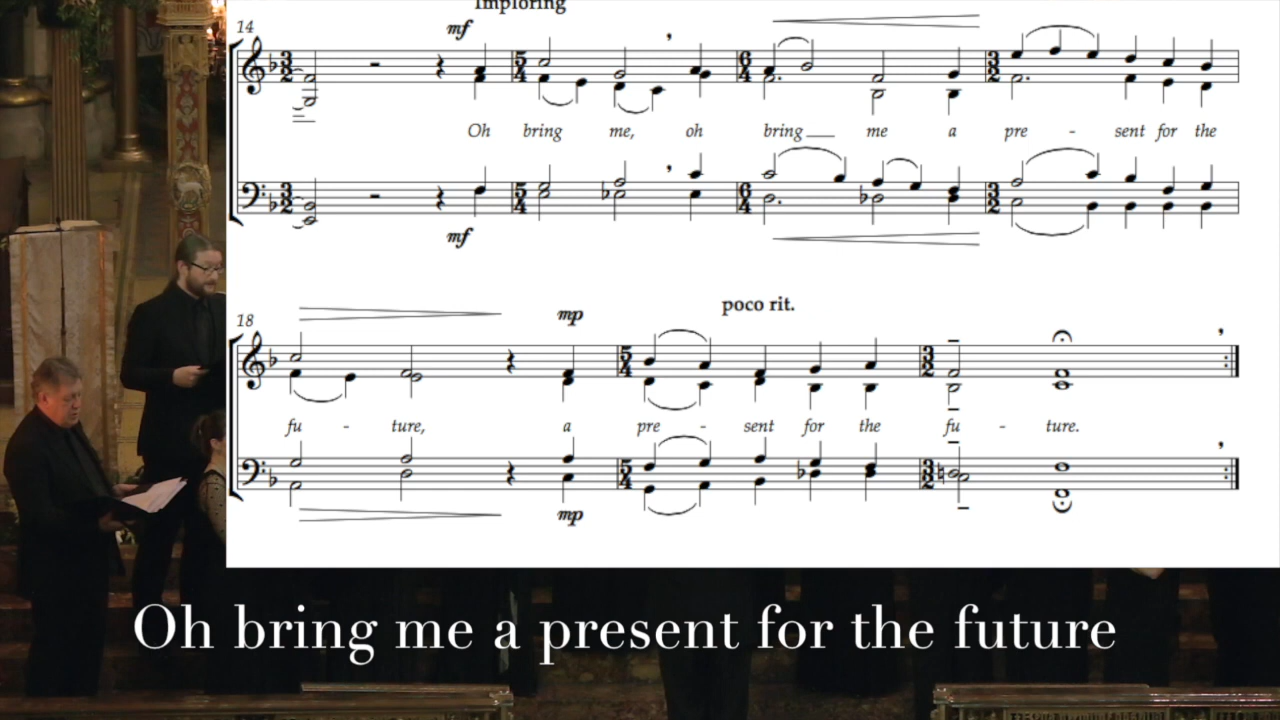 Imploring
14
mf
Oh bring me, oh bring me a pre - sent for the
mf
poco rit.
18
mp
fu - ture, a pre - sent for the fu - ture.
mp
Oh bring me a present for the future